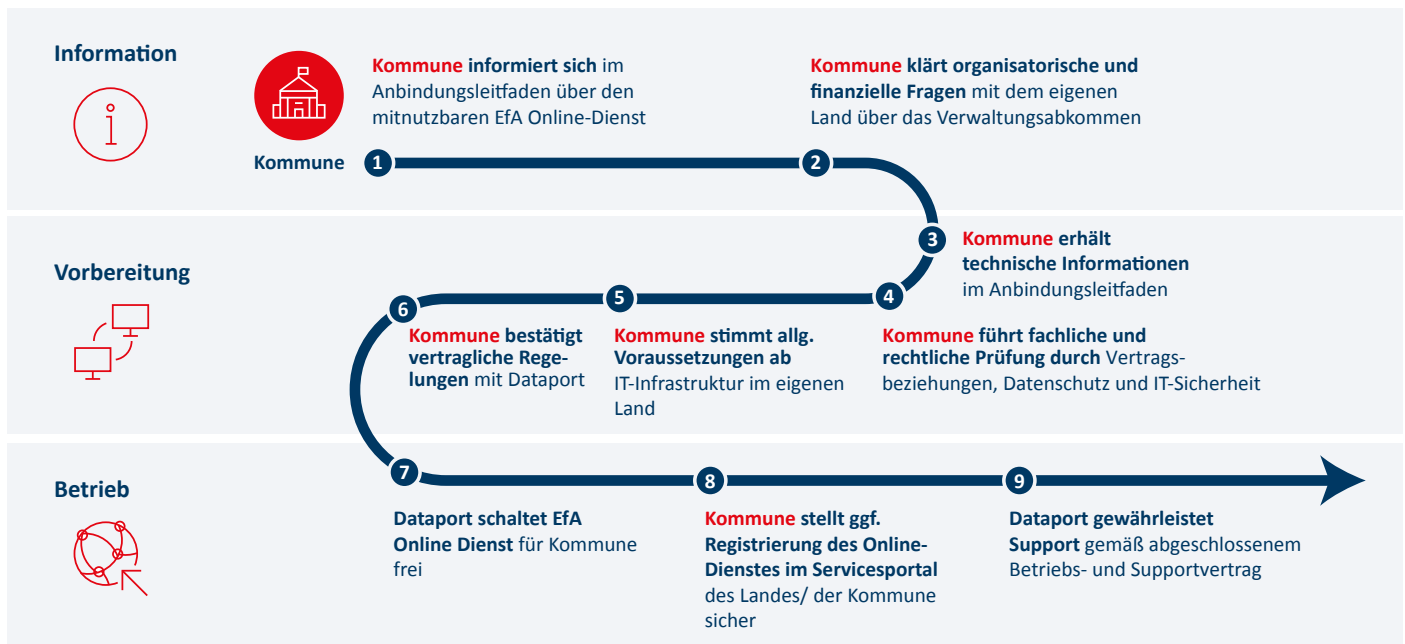 Information
Kommune informiert sich im
Anbindungsleitfaden über den
mitnutzbaren EfA Online-Dienst
Kommune klärt organisatorische und
finanzielle Fragen mit dem eigenen
Land über das Verwaltungsabkommen
Kommune
1
2
Vorbereitung
3
Kommune erhält
technische Informationen
im Anbindungsleitfaden
4
Kommune führt fachliche und
rechtliche Prüfung durch Vertrags-
beziehungen, Datenschutz und IT-Sicherheit
5
Kommune stimmt allg.
Voraussetzungen ab
IT-Infrastruktur im eigenen
Land
6
Kommune bestätigt
vertragliche Rege-
lungen mit Dataport
Betrieb
7
Dataport schaltet EfA
Online Dienst für Kommune
frei
8
Kommune stellt ggf.
Registrierung des Online-
Dienstes im Servicesportal
des Landes/ der Kommune
sicher
9
Dataport gewährleistet
Support gemäß abgeschlossenem
Betriebs- und Supportvertrag